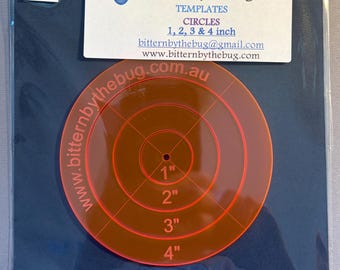 TEMPLATES
CIRCLES
1, 2, 3 & 4 inch
bitternbythebug@gmail.com
www.bitternbythebug.com
www.bitternbythebug.com.au
1"
2"
3"
4"